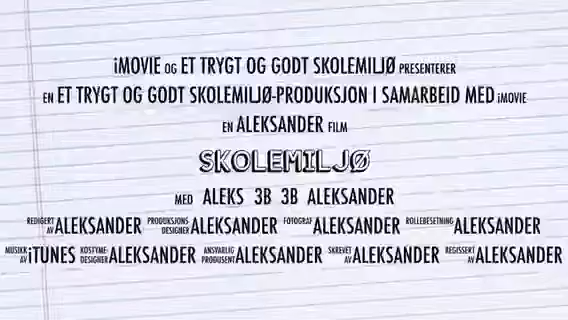 iMOVIE OG ET TRYGT OG GODT SKOLEMILJØ PRESENTERER
EN ET TRYGT OG GODT SKOLEMILJØ-PRODUKSJON I SAMARBEID MED iMOVIE
EN ALEKSANDER FILM
SKOLEMILJØ
MED ALEKS 3B 3B ALEKSANDER
REDIGERT AV ALEKSANDER PRODUKSJONS DESIGNER ALEKSANDER FOTOGRAF ALEKSANDER ROLLEBESETNING ALEKSANDER
MUSIKK AV iTUNES KOSTYME- DESIGNER ALEKSANDER ANSVARLIG PRODUSENT ALEKSANDER SKREVET AV ALEKSANDER REGISSERT AV ALEKSANDER